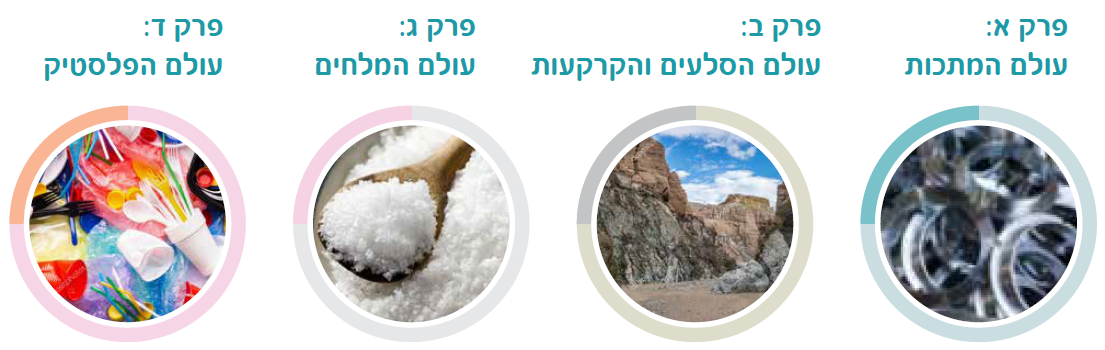 פרק א:
עולם המתכות
פרק ב:
עולם הסלעים והקרקעות
פרק ג:
עולם המלחים
פרק ד:
עולם הפלסטיק